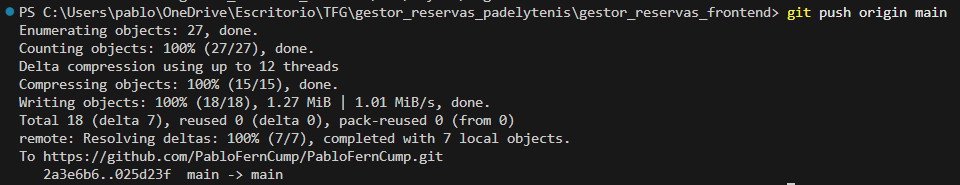 PS C:\Users\pablo\OneDrive\Escritorio\TFG\gestor_reservas_padelytenis\gestor_reservas_frontend> git push origin main
Enumerating objects: 27, done.
Counting objects: 100% (27/27), done.
Delta compression using up to 12 threads
Compressing objects: 100% (15/15), done.
Writing objects: 100% (18/18), 1.27 MiB | 1.01 MiB/s, done.
Total 18 (delta 7), reused 0 (delta 0), pack-reused 0 (from 0)
remote: Resolving deltas: 100% (7/7), completed with 7 local objects.
To https://github.com/PabloFernCump/PabloFernCump.git
   2a3e6b6..025d23f  main -> main